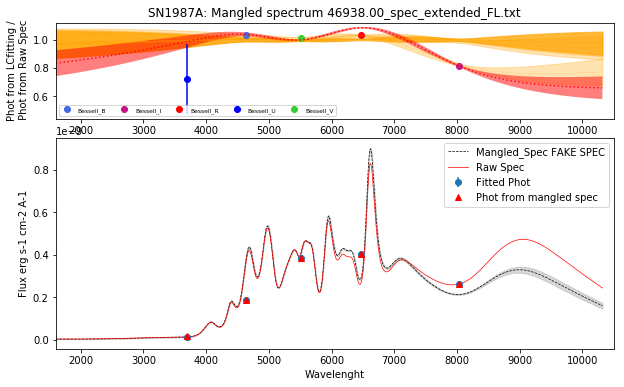 SN1987A: Mangled spectrum 46938.00_spec_extended_FL.txt
Phot from LCfitting /
Phot from Raw Spec
1.0
0.8
0.6
Bessell_B
Bessell_I
Bessell_R
Bessell_U
Bessell_V
2000 3000 4000 5000 6000 7000 8000 9000 10000
Flux erg s-1 cm-2 A-1
0.8
0.6
0.4
0.2
0.0
Mangled_Spec FAKE SPEC
Raw Spec
Fitted Phot
Phot from mangled spec
2000 3000 4000 5000 6000 7000 8000 9000 10000
Wavelenght